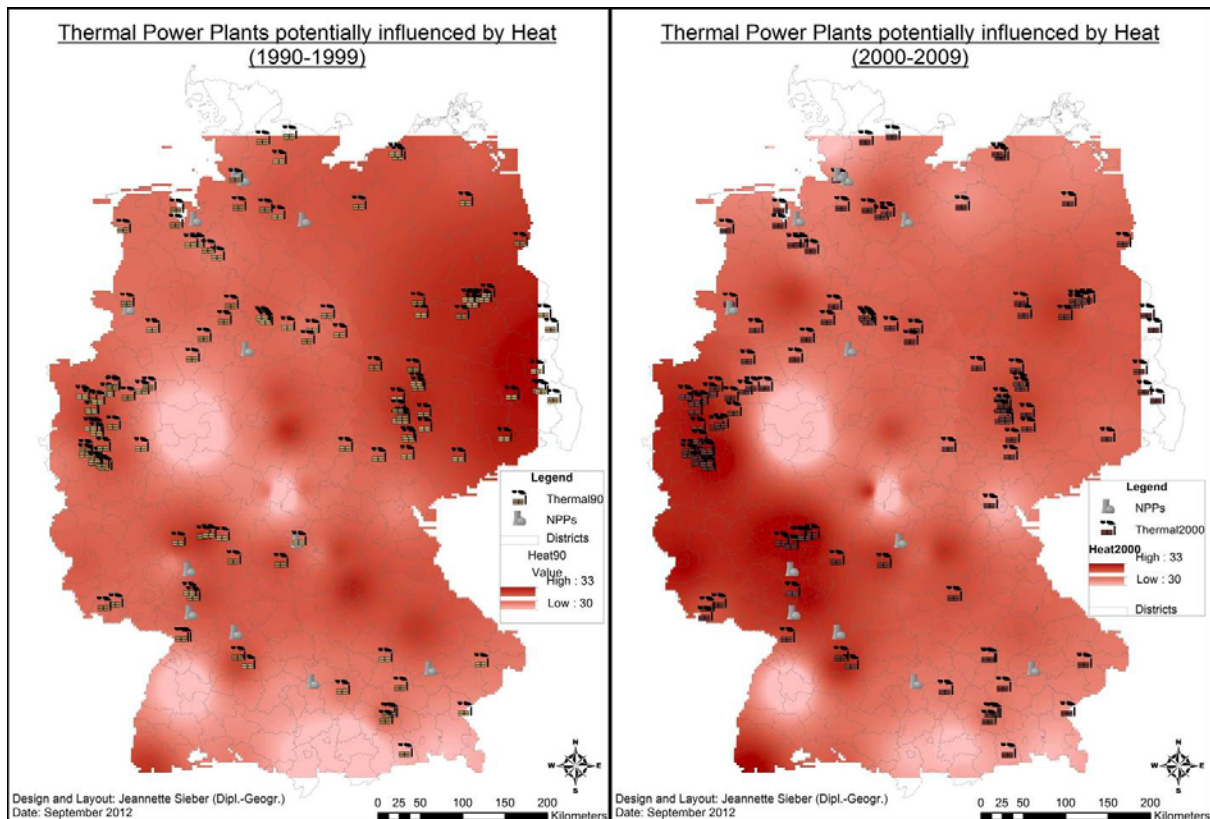 Thermal Power Plants potentially influenced by Heat
(1990-1999)
Legend
Thermal90
NPPs
Districts
Heat90
Value
High : 33
Low : 30
N
W
E
S
Design and Layout: Jeannette Sieber (Dipl.-Geogr.)
Date: September 2012
0 25 50 100 150 200
Kilometers
Thermal Power Plants potentially influenced by Heat
(2000-2009)
Legend
NPPs
Thermal2000
Heat2000
High : 33
Low : 30
Districts
N
W
E
S
Design and Layout: Jeannette Sieber (Dipl.-Geogr.)
Date: September 2012
0 25 50 100 150 200
Kilometers